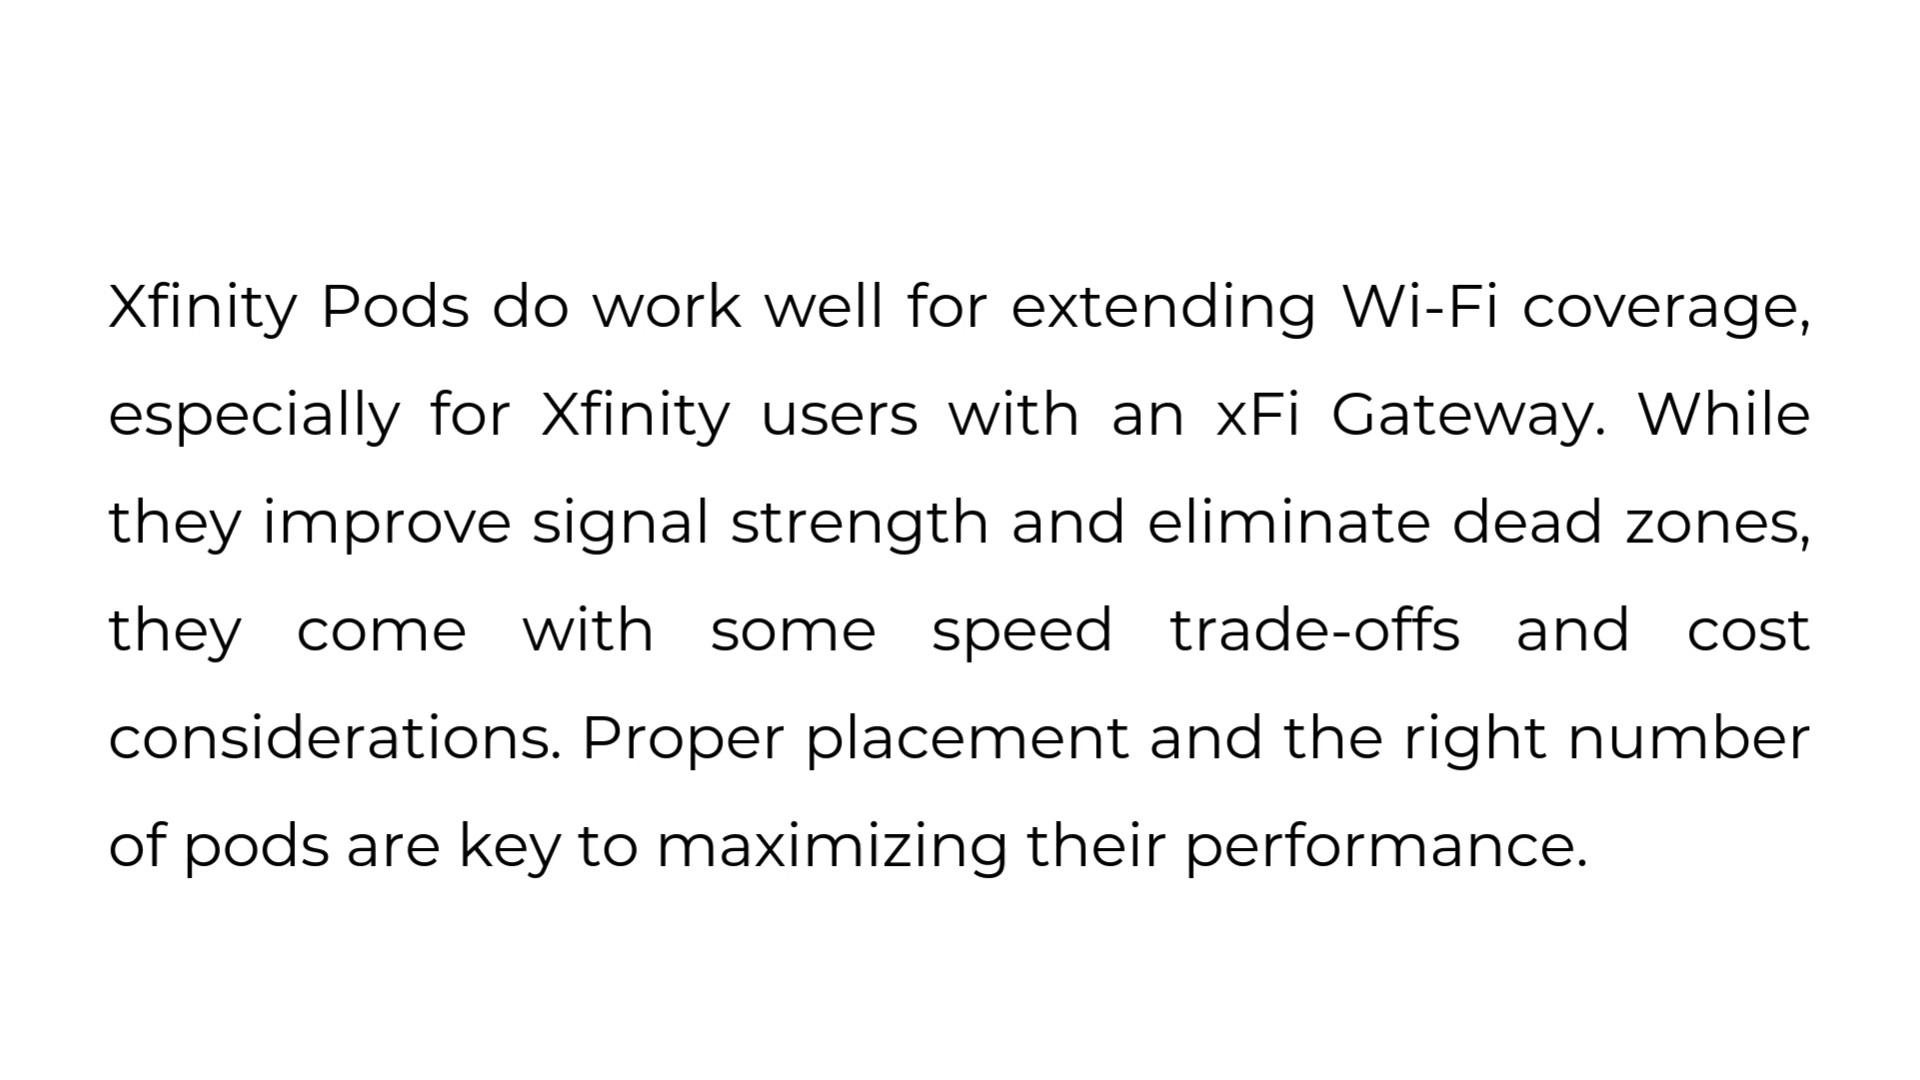 Xfinity Pods do work well for extending Wi-Fi coverage,
especially for Xfinity users with an xFi Gateway. While
they improve signal strength and eliminate dead zones,
they come with some speed trade-offs and cost
considerations. Proper placement and the right number
of pods are key to maximizing their performance.